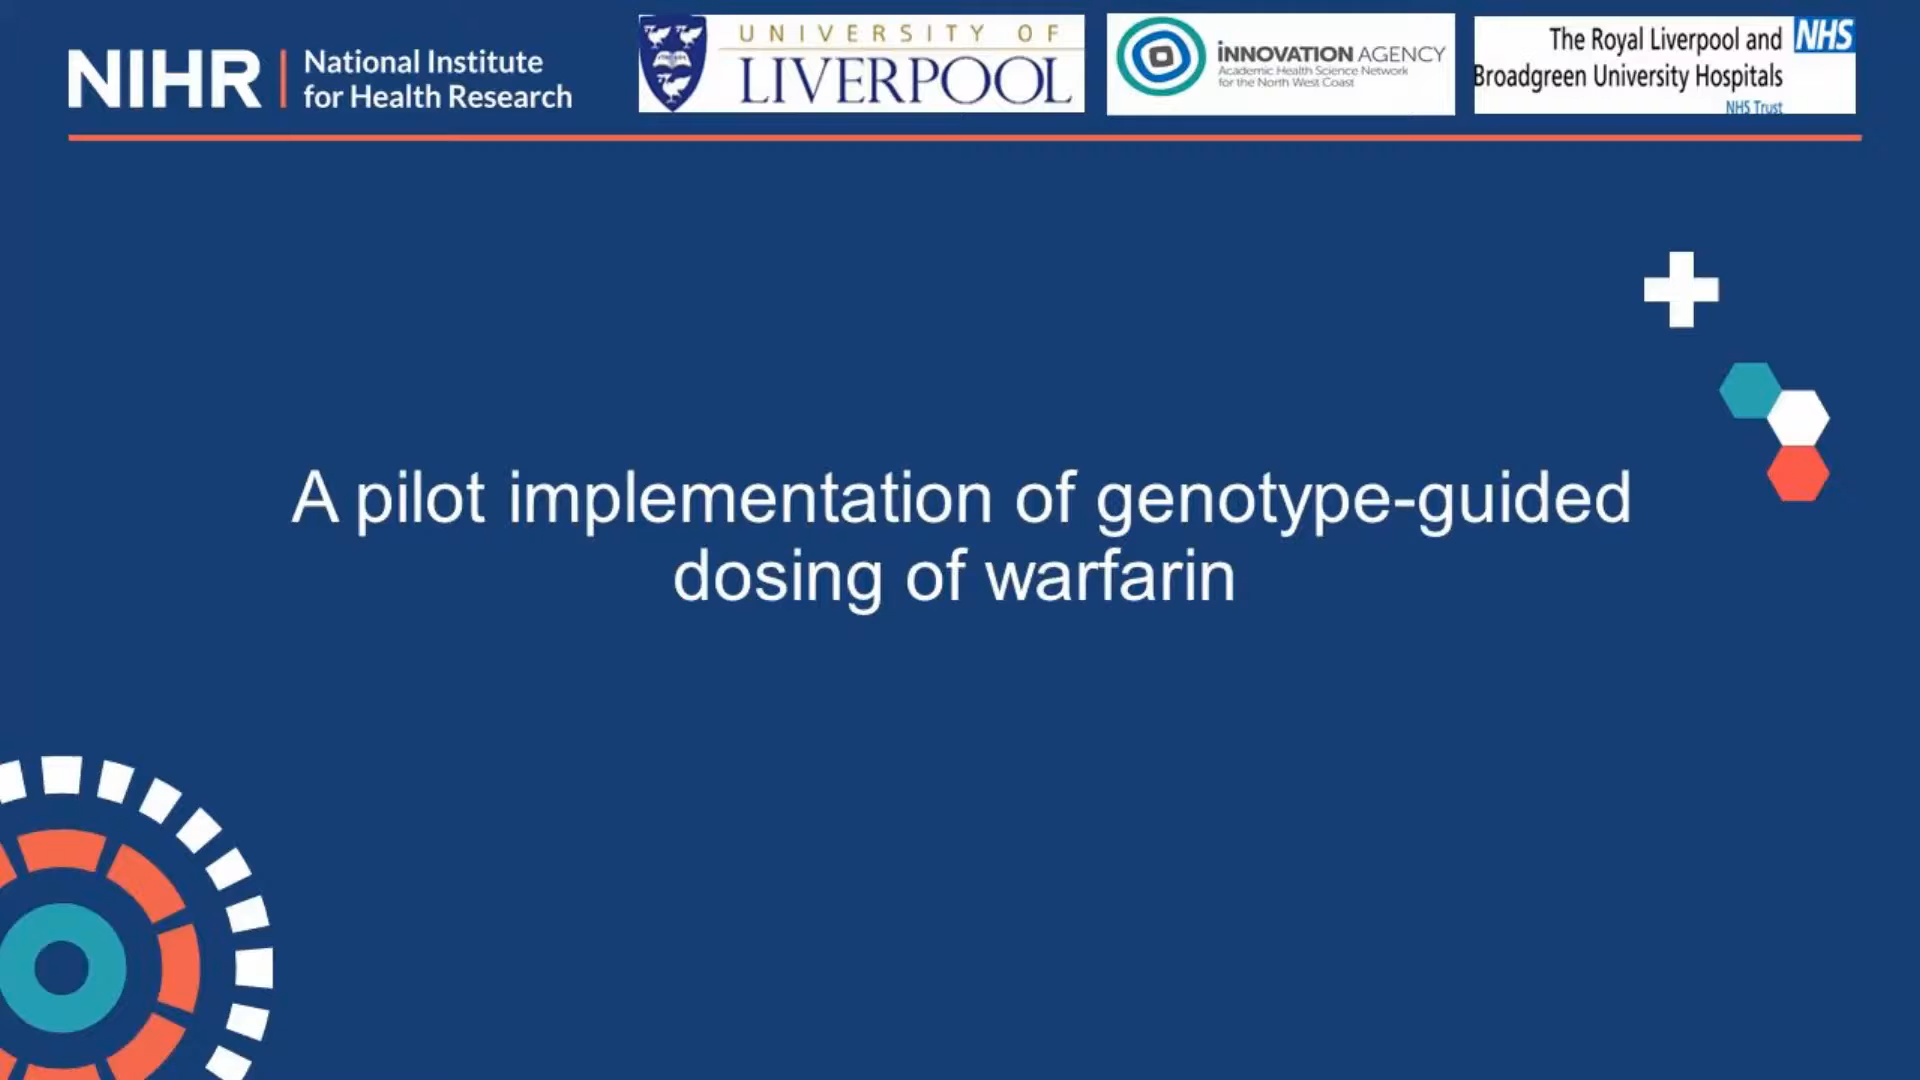 NIHR | National Institute
for Health Research
UNIVERSITY OF
LIVERPOOL
iNNOVATION AGENCY
Academic Health Science Network
for the North West Coast
The Royal Liverpool and NHS
Broadgreen University Hospitals
NHS Trust
A pilot implementation of genotype-guided
dosing of warfarin